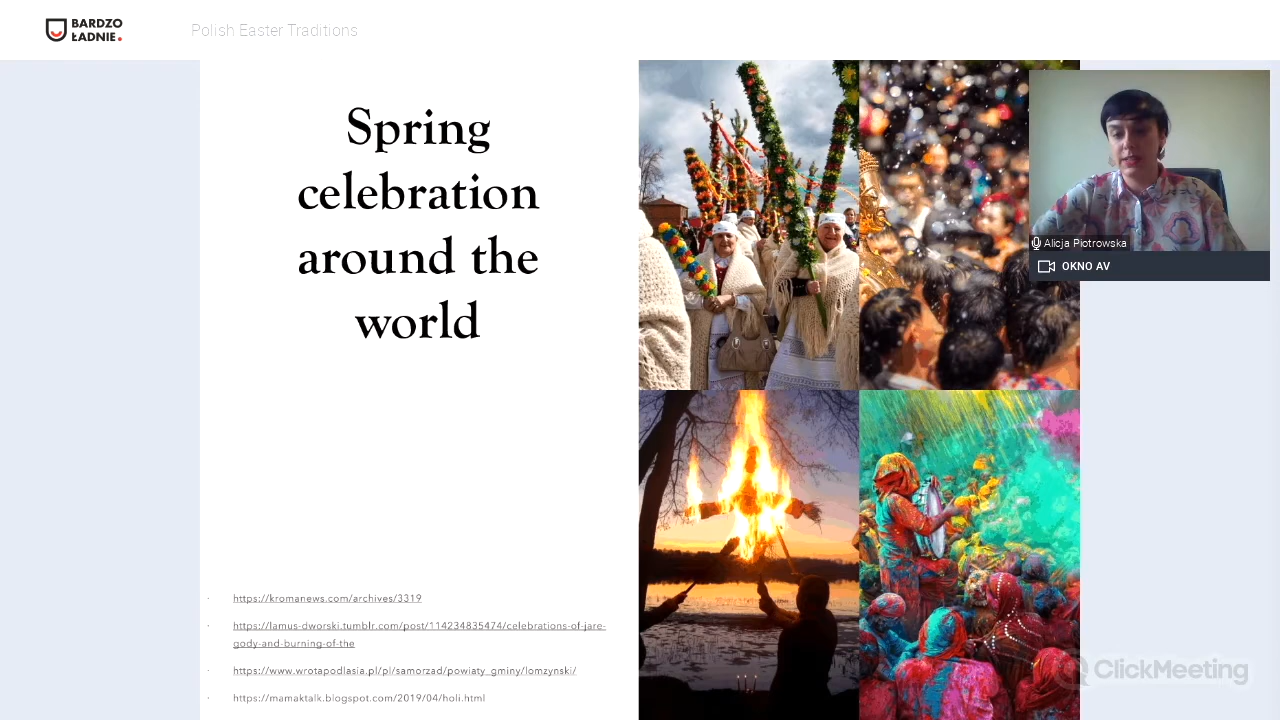 BARDZO
ŁADNIE.
Polish Easter Traditions
Spring
celebration
around the
world
Alicja Piotrowska
OKNO AV
· https://kromanews.com/archives/3319
· https://lamus-dworski.tumblr.com/post/114234835474/celebrations-of-jare-
gody-and-burning-of-the
· https://www.wrotapodlasia.pl/pl/samorzad/powiaty_gminy/lomzynski/
· https://mamaktalk.blogspot.com/2019/04/holi.html
ClickMeeting